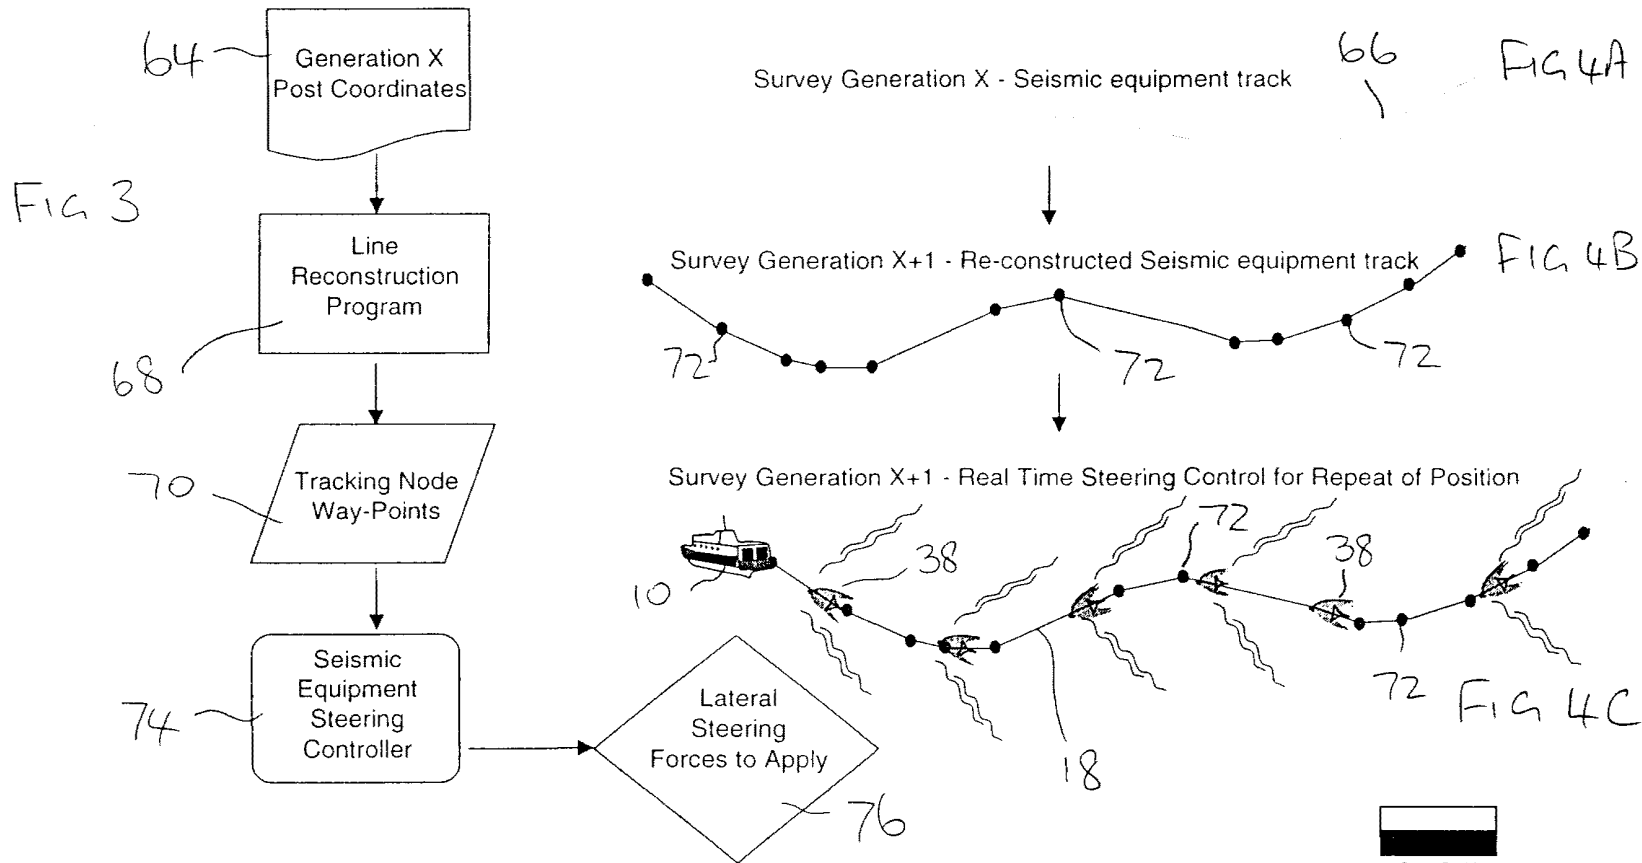 64
Generation X
Post Coordinates
FIG 3
Line
Reconstruction
Program
68
70
Tracking Node
Way-Points
74
Seismic
Equipment
Steering
Controller
Lateral
Steering
Forces to Apply
76
Survey Generation X - Seismic equipment track
66
FIG 4A
Survey Generation X+1 - Re-constructed Seismic equipment track
FIG 4B
72
72
72
Survey Generation X+1 - Real Time Steering Control for Repeat of Position
10
38
72
38
72
18
FIG 4C